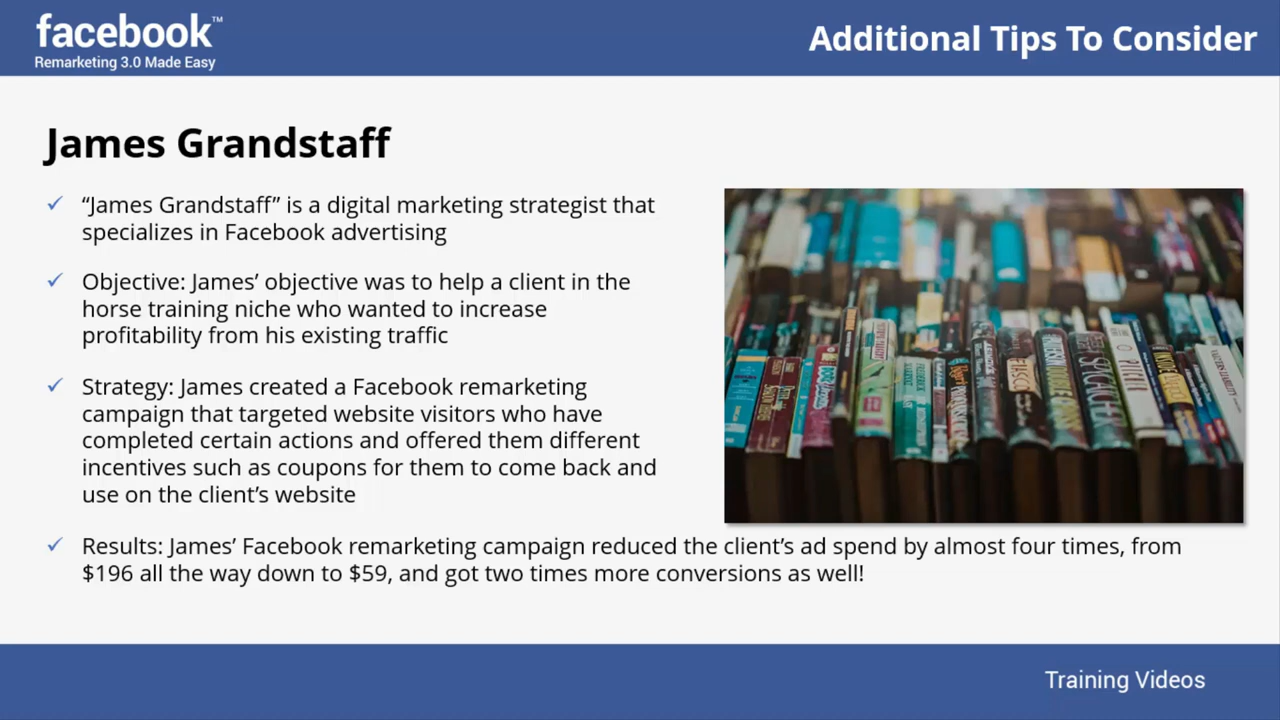 facebook™
Remarketing 3.0 Made Easy
Additional Tips To Consider
James Grandstaff
“James Grandstaff” is a digital marketing strategist that
specializes in Facebook advertising
Objective: James’ objective was to help a client in the
horse training niche who wanted to increase
profitability from his existing traffic
Strategy: James created a Facebook remarketing
campaign that targeted website visitors who have
completed certain actions and offered them different
incentives such as coupons for them to come back and
use on the client’s website
Results: James’ Facebook remarketing campaign reduced the client’s ad spend by almost four times, from
$196 all the way down to $59, and got two times more conversions as well!
Training Videos